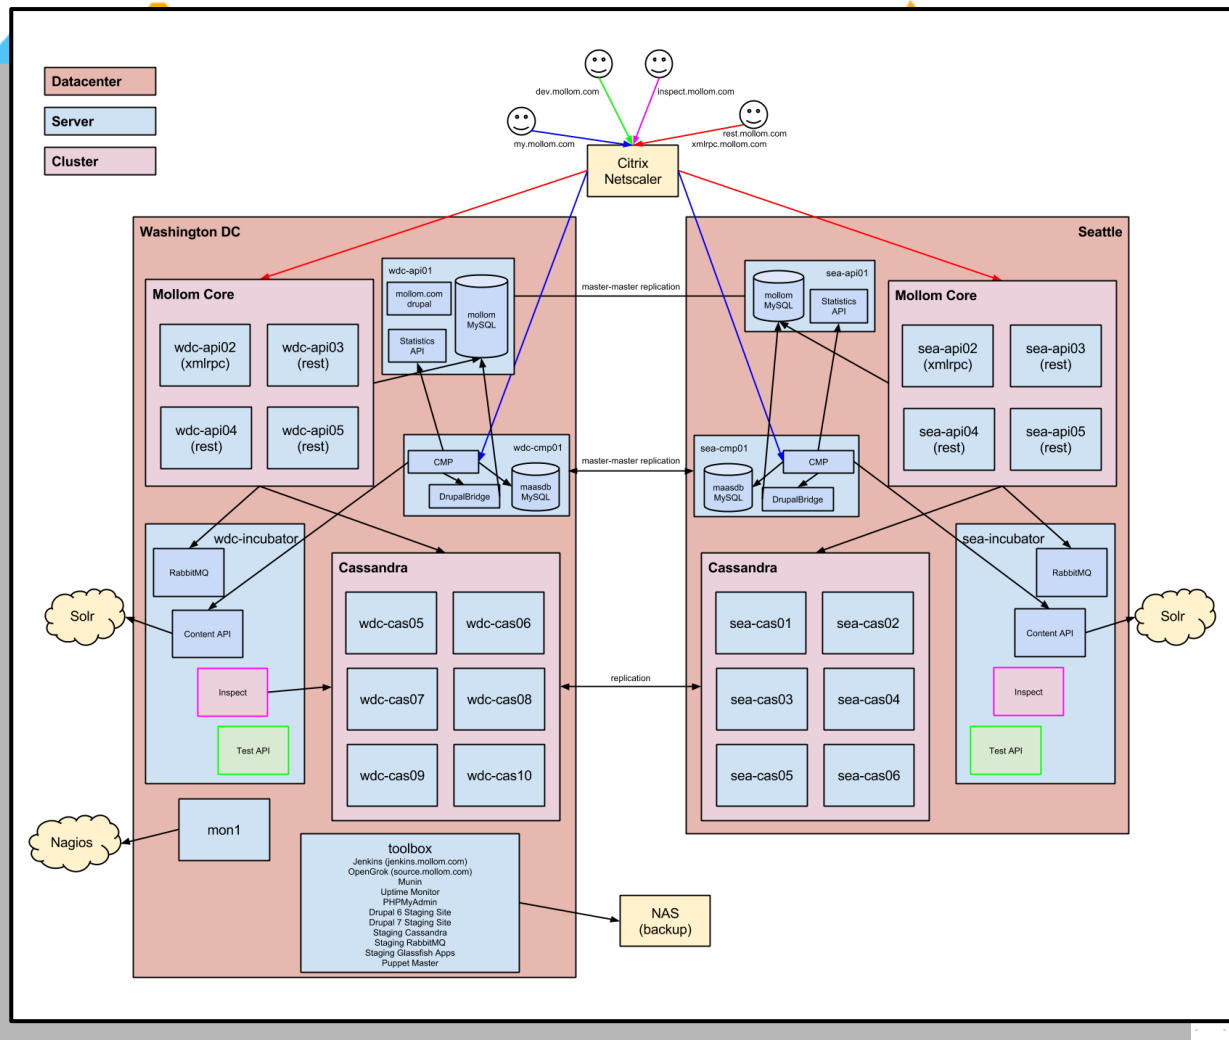 Datacenter
Server
Cluster
dev.mollom.com
inspect.mollom.com
my.mollom.com
rest.mollom.com
xmlrpc.mollom.com
Citrix
Netscaler
Washington DC
wdc-api01
mollom.com
drupal
mollom
MySQL
Statistics
API
Mollom Core
wdc-api02
(xmlrpc)
wdc-api03
(rest)
wdc-api04
(rest)
wdc-api05
(rest)
wdc-cmp01
CMP
DrupalBridge
maasdb
MySQL
wdc-incubator
RabbitMQ
Content API
Inspect
Test API
Solr
Cassandra
wdc-cas05
wdc-cas06
wdc-cas07
wdc-cas08
wdc-cas09
wdc-cas10
mon1
Nagios
toolbox
Jenkins (jenkins.mollom.com)
OpenGrok (source.mollom.com)
Munin
Uptime Monitor
PHPMyAdmin
Drupal 6 Staging Site
Drupal 7 Staging Site
Staging Cassandra
Staging RabbitMQ
Staging Glassfish Apps
Puppet Master
NAS
(backup)
master-master replication
master-master replication
replication
Seattle
sea-api01
mollom
MySQL
Statistics
API
Mollom Core
sea-api02
(xmlrpc)
sea-api03
(rest)
sea-api04
(rest)
sea-api05
(rest)
sea-cmp01
CMP
maasdb
MySQL
DrupalBridge
Cassandra
sea-cas01
sea-cas02
sea-cas03
sea-cas04
sea-cas05
sea-cas06
sea-incubator
RabbitMQ
Content API
Inspect
Test API
Solr